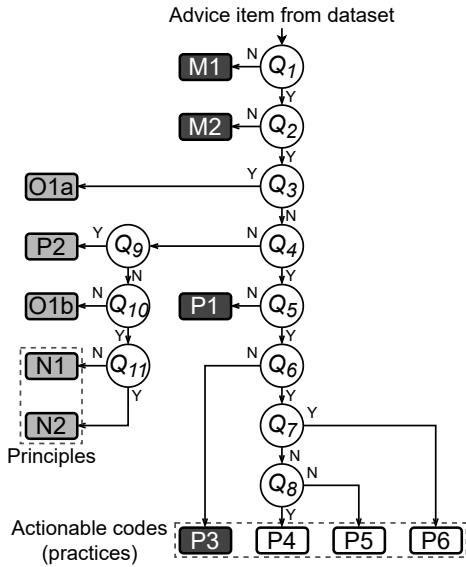 Advice item from dataset
M1 N Q1
Y
M2 N Q2
Y
O1a Y Q3
N
P2 Y Q9 N Q4
N Y
O1b N Q10 P1 N Q5
Y Y
N1 N Q11 N Q6
Y Y
N2 Q7 Y
Principles N
Q8 N
Y
Actionable codes
(practices)
P3 P4 P5 P6